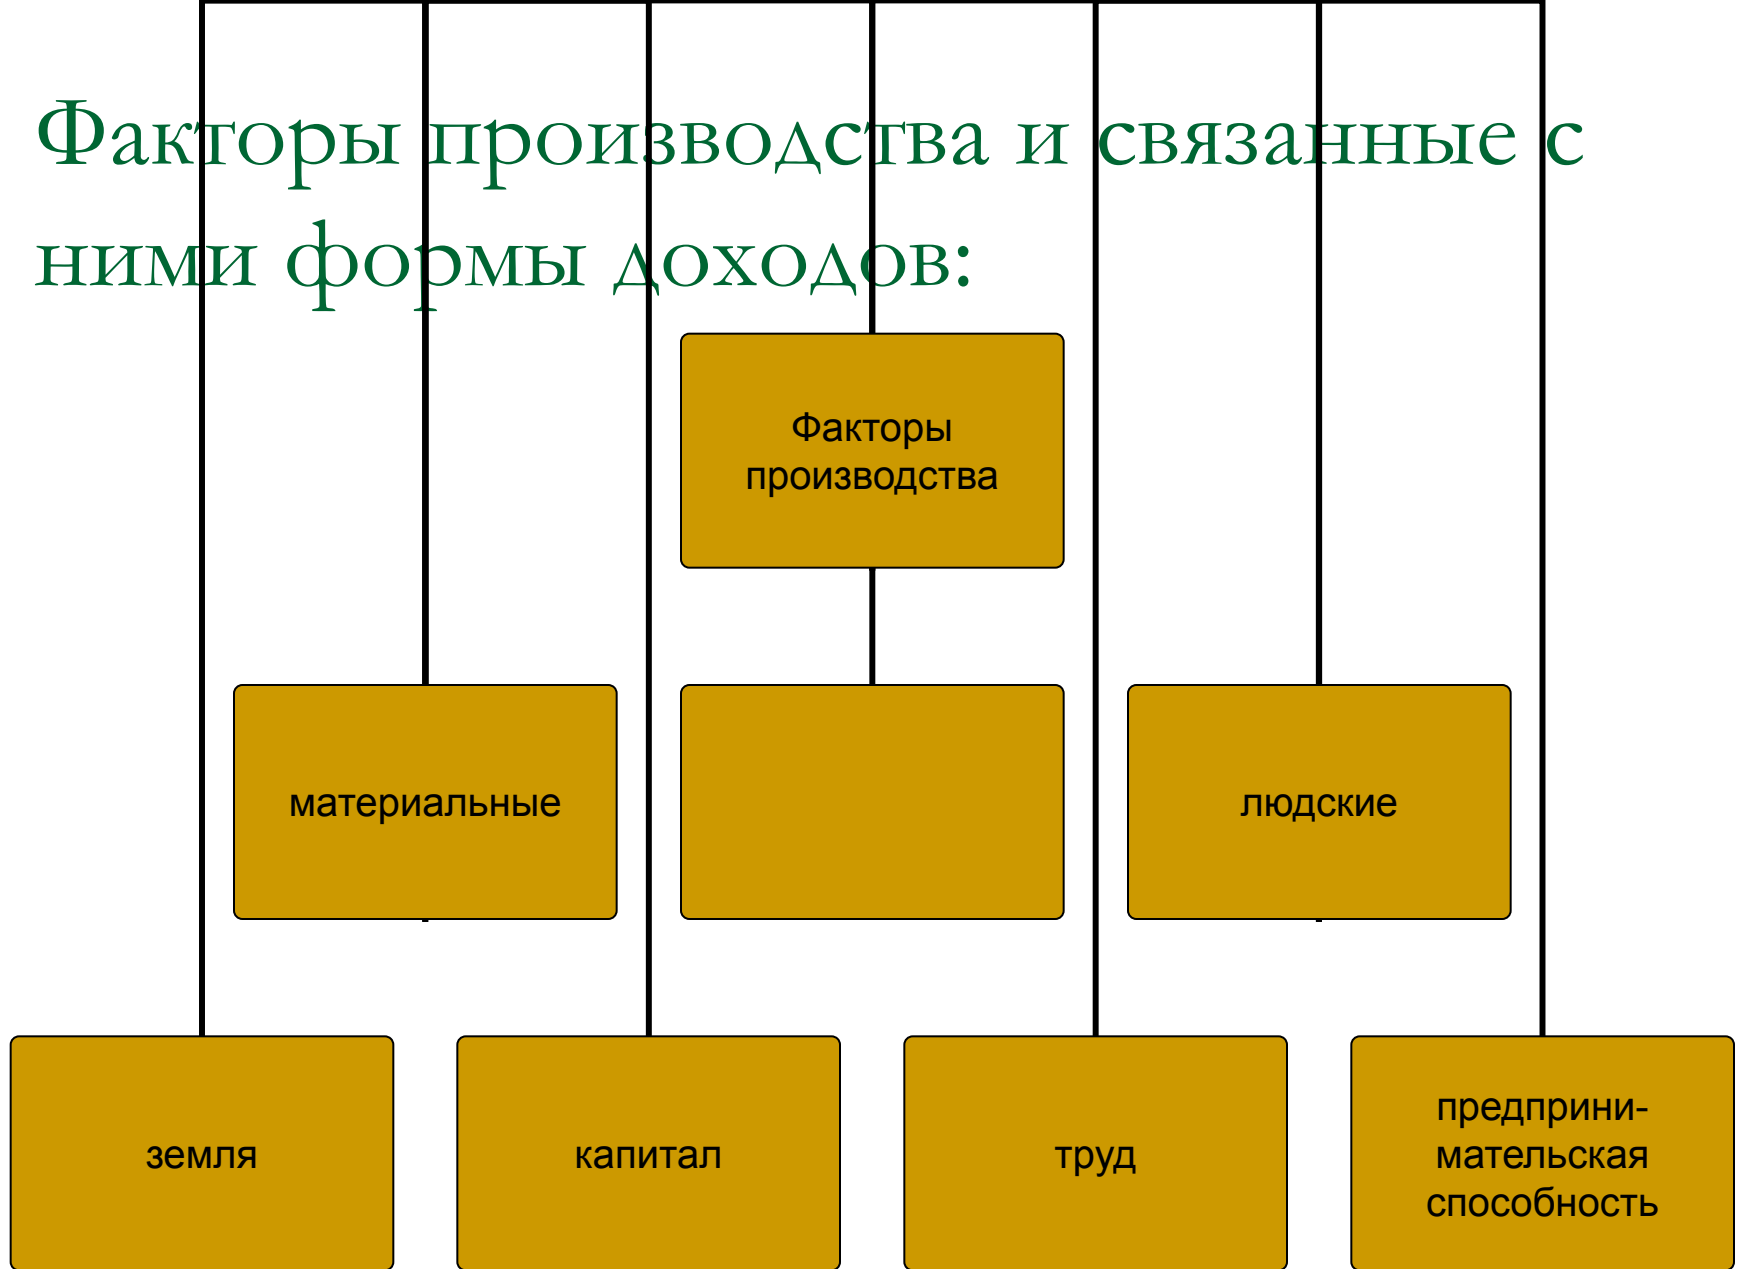 Факторы производства и связанные с
ними формы доходов:
Факторы
производства
материальные
людские
земля
капитал
труд
предприни-
мательская
способность